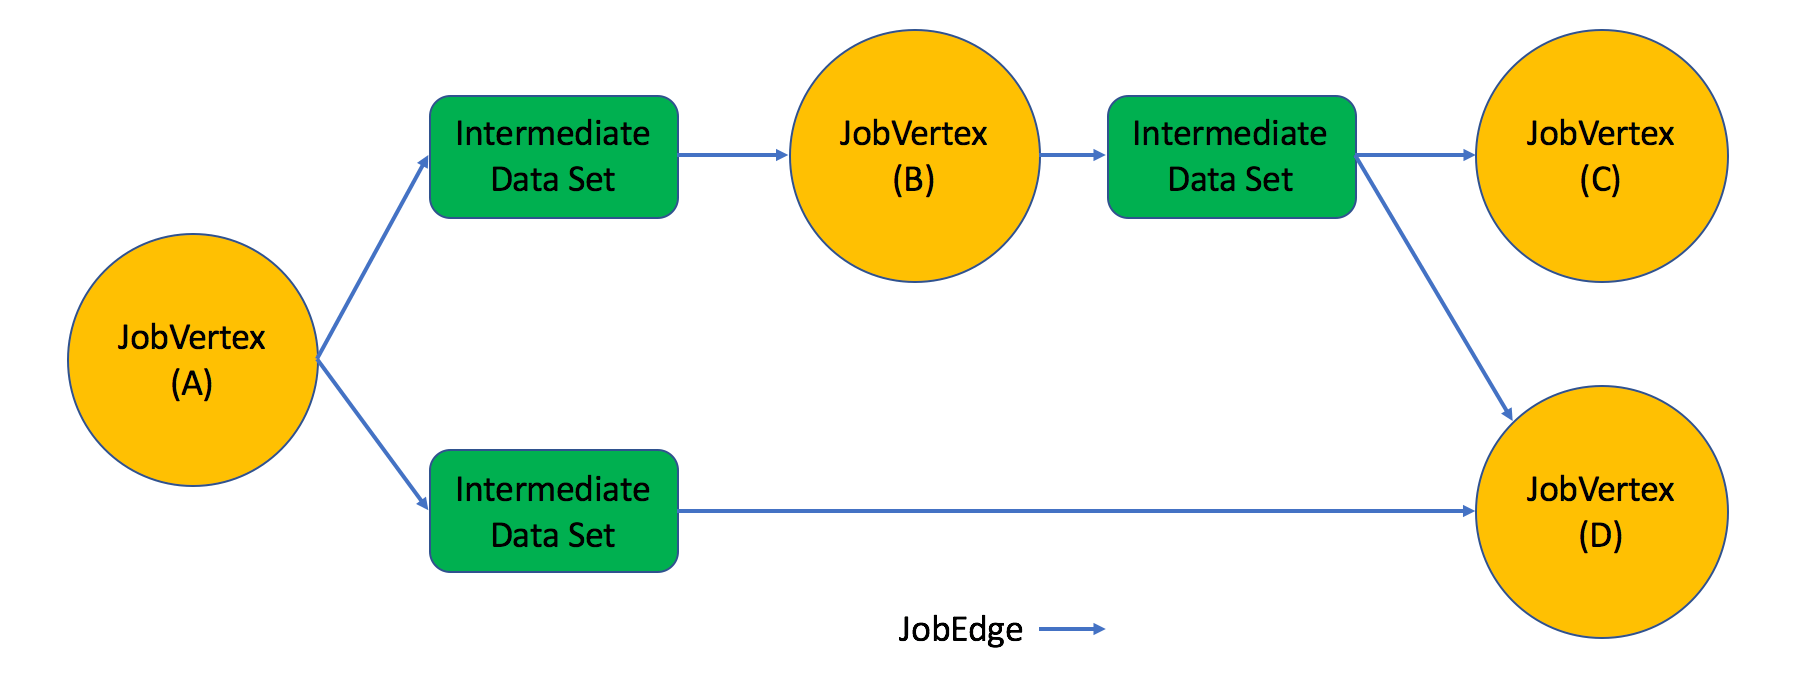 Intermediate
Data Set
JobVertex
(B)
Intermediate
Data Set
JobVertex
(C)
JobVertex
(A)
Intermediate
Data Set
JobVertex
(D)
JobEdge